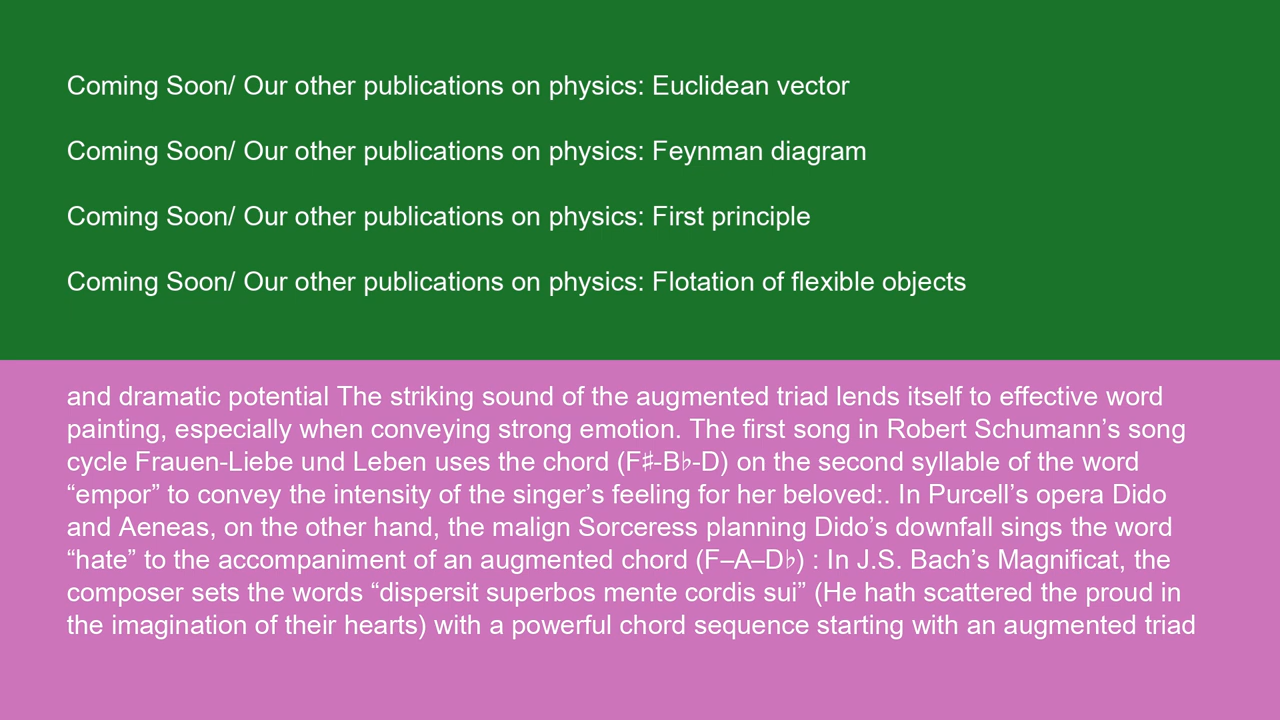 Coming Soon/ Our other publications on physics: Euclidean vector
Coming Soon/ Our other publications on physics: Feynman diagram
Coming Soon/ Our other publications on physics: First principle
Coming Soon/ Our other publications on physics: Flotation of flexible objects
and dramatic potential The striking sound of the augmented triad lends itself to effective word
painting, especially when conveying strong emotion. The first song in Robert Schumann’s song
cycle Frauen-Liebe und Leben uses the chord (F♯-B♭-D) on the second syllable of the word
“empor” to convey the intensity of the singer’s feeling for her beloved:. In Purcell’s opera Dido
and Aeneas, on the other hand, the malign Sorceress planning Dido’s downfall sings the word
“hate” to the accompaniment of an augmented chord (F–A–D♭) : In J.S. Bach’s Magnificat, the
composer sets the words “dispersit superbos mente cordis sui” (He hath scattered the proud in
the imagination of their hearts) with a powerful chord sequence starting with an augmented triad